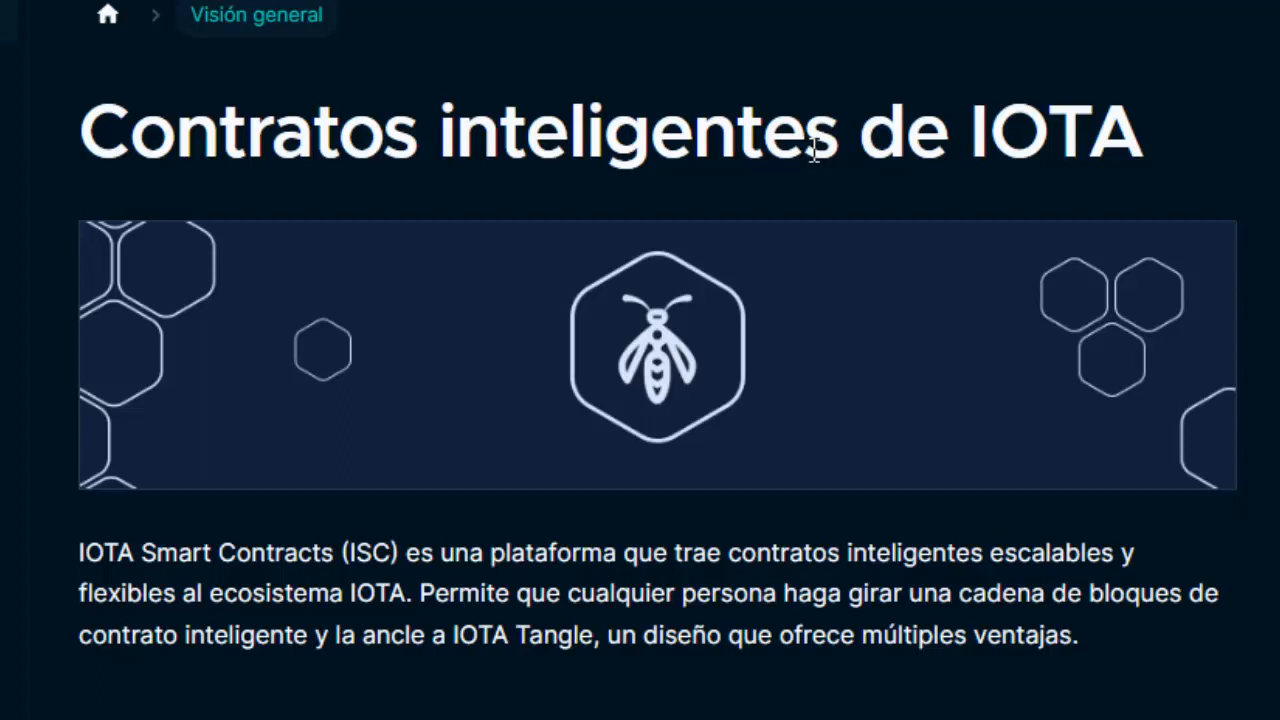 Visión general
Contratos inteligentes de IOTA
IOTA Smart Contracts (ISC) es una plataforma que trae contratos inteligentes escalables y
flexibles al ecosistema IOTA. Permite que cualquier persona haga girar una cadena de bloques de
contrato inteligente y la ancle a IOTA Tangle, un diseño que ofrece múltiples ventajas.